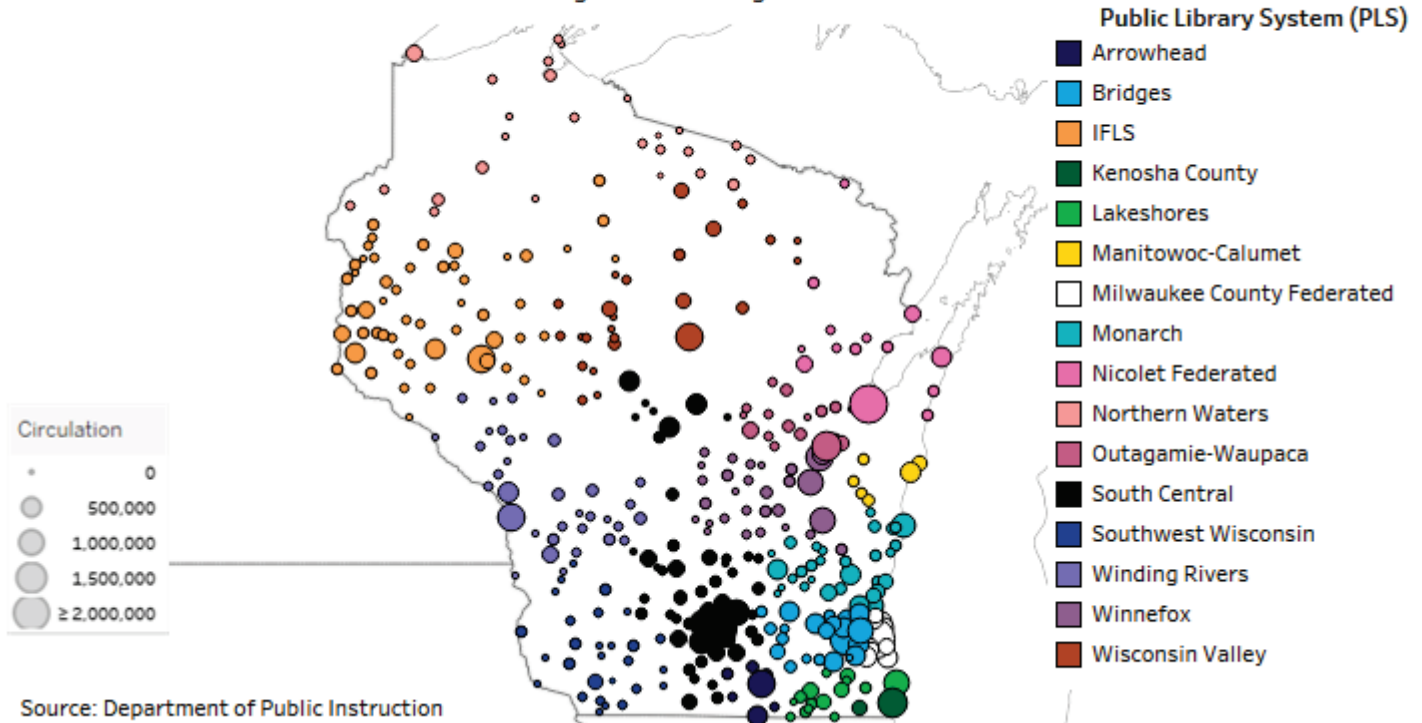 Public Library System (PLS)
Arrowhead
Bridges
IFLS
Kenosha County
Lakeshores
Manitowoc-Calumet
Milwaukee County Federated
Monarch
Nicolet Federated
Northern Waters
Outagamie-Waupaca
South Central
Southwest Wisconsin
Winding Rivers
Winnefox
Wisconsin Valley
Circulation
0
500,000
1,000,000
1,500,000
≥ 2,000,000
Source: Department of Public Instruction